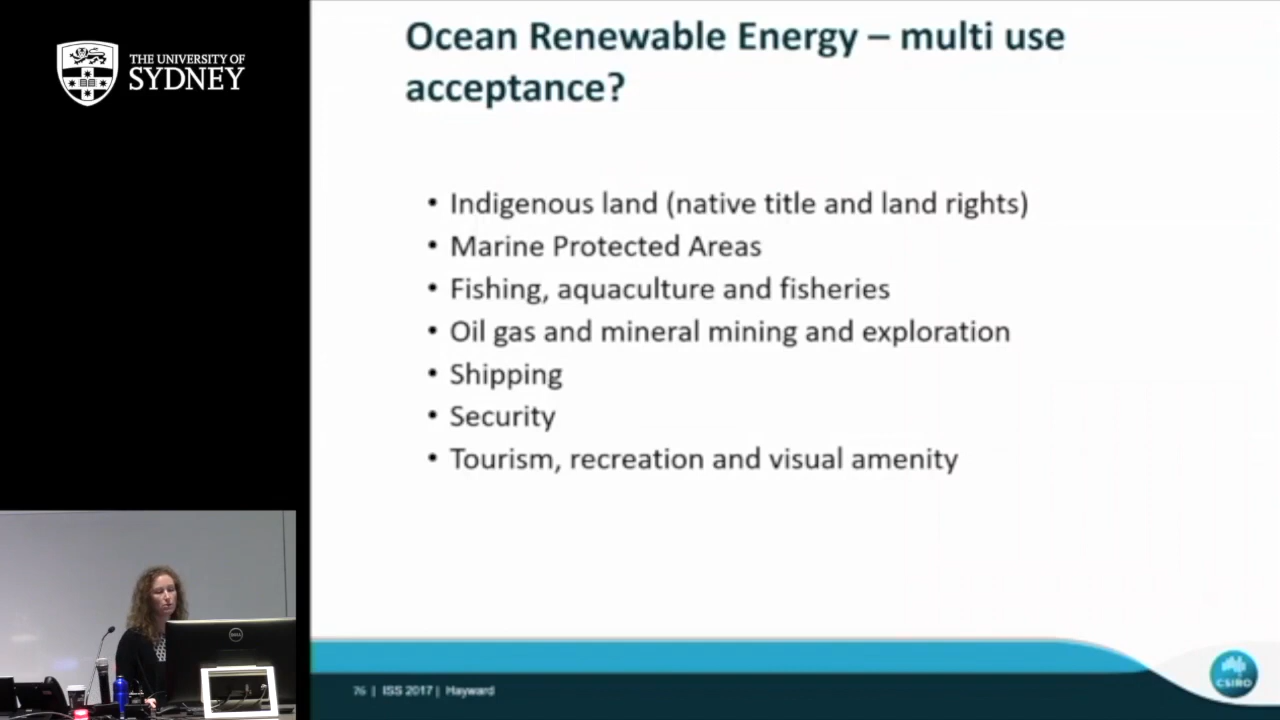 THE UNIVERSITY OF
SYDNEY
Ocean Renewable Energy – multi use
acceptance?
• Indigenous land (native title and land rights)
• Marine Protected Areas
• Fishing, aquaculture and fisheries
• Oil gas and mineral mining and exploration
• Shipping
• Security
• Tourism, recreation and visual amenity
76 | ISS 2017 | Hayward
CSIRO
DELL